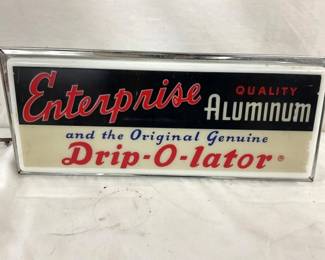 Enterprise QUALITY ALUMINUM
and the Original Genuine
Drip-O-lator®